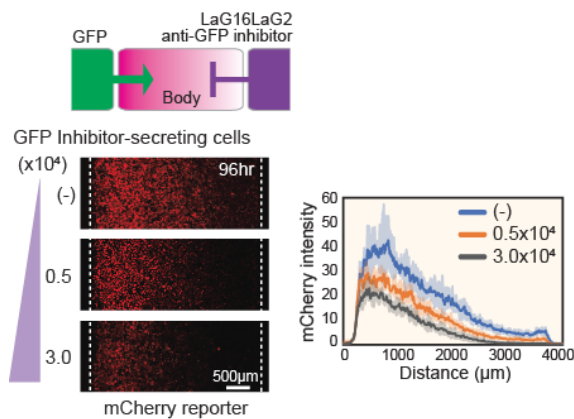 LaG16LaG2
GFP anti-GFP inhibitor
Body
GFP Inhibitor-secreting cells
(x10⁴)
(-)
96hr
0.5
3.0
500μm
mCherry reporter
60
50
40
30
20
10
0
mCherry intensity
(-)
0.5x10⁴
3.0x10⁴
0 1000 2000 3000 4000
Distance (μm)